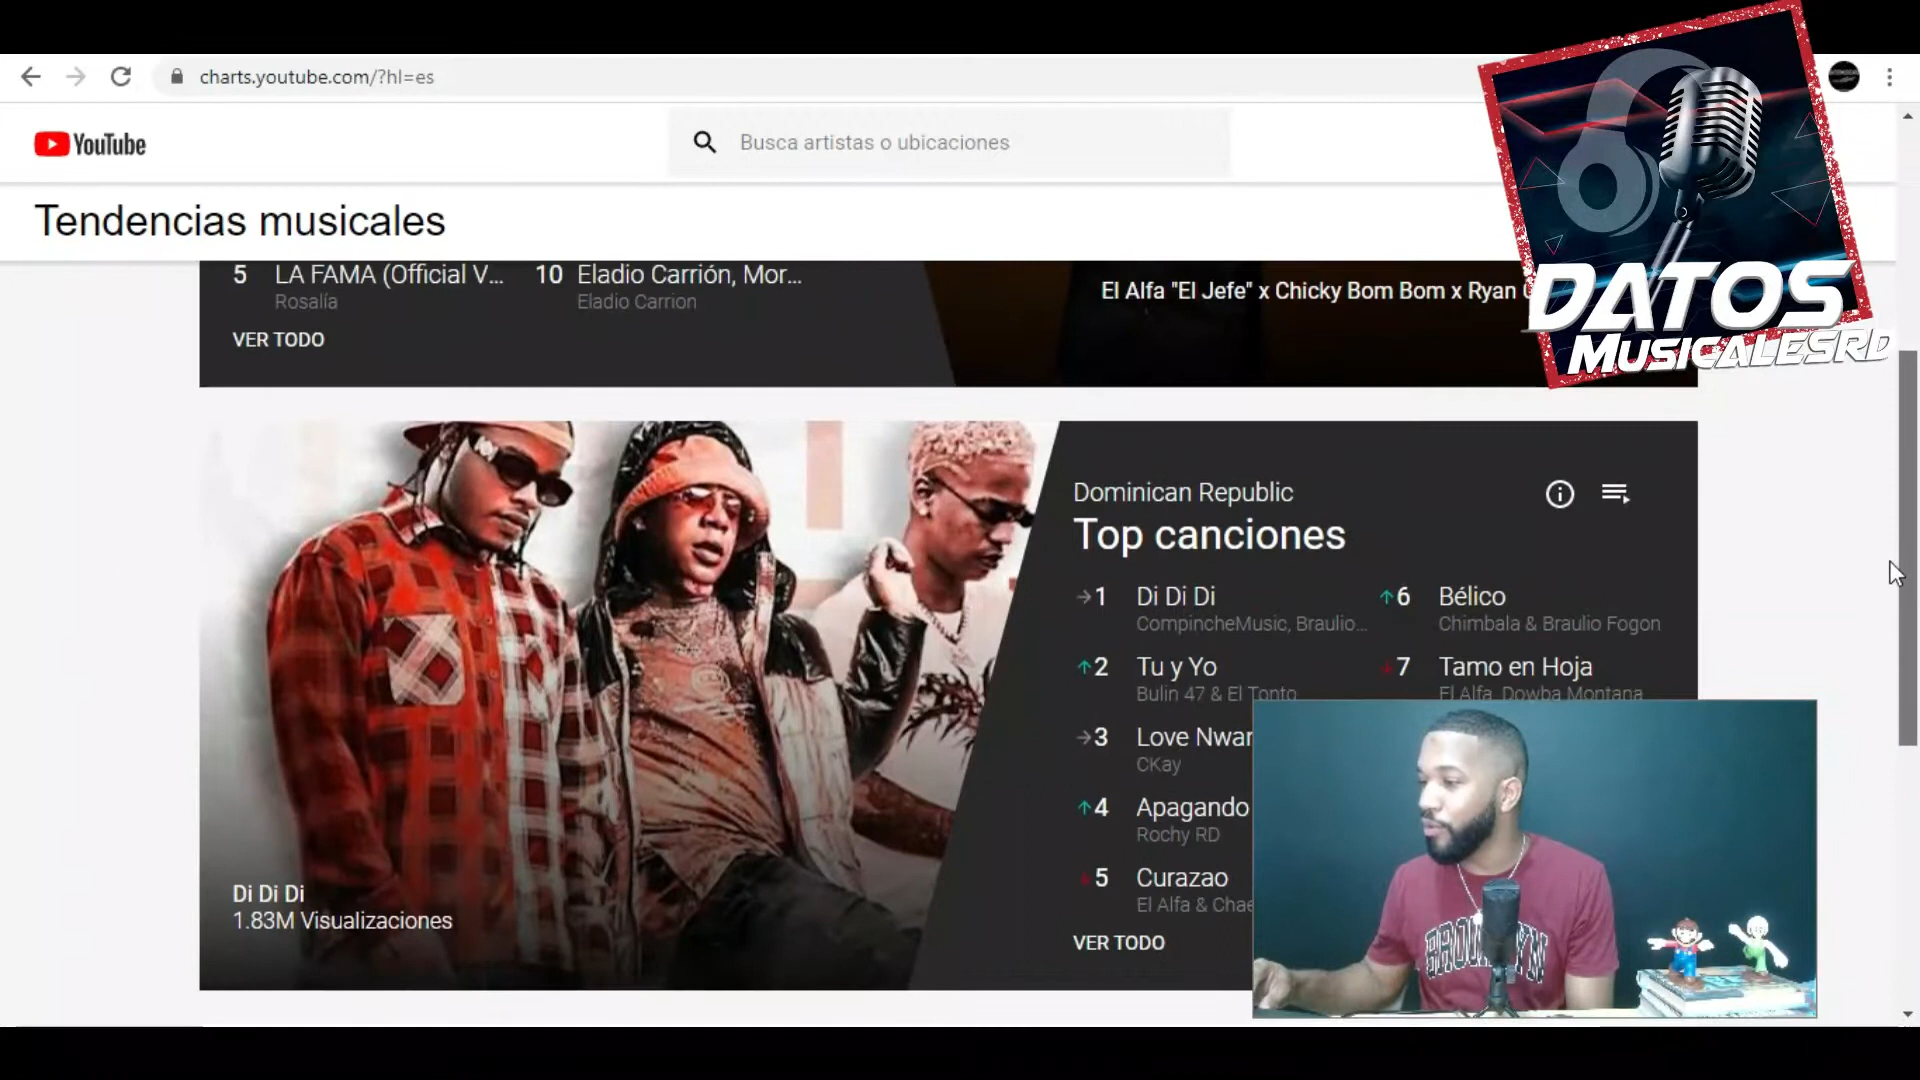 charts.youtube.com/?hl=es
YouTube
Busca artistas o ubicaciones
Tendencias musicales
5 LA FAMA (Official V...
Rosalía
10 Eladio Carrión, Mor...
Eladio Carrion
VER TODO
El Alfa "El Jefe" x Chicky Bom Bom x Ryan
DATOS
MUSICALESRD
Dominican Republic
Top canciones
1 Di Di Di
CompincheMusic, Braulio...
2 Tu y Yo
Bulin 47 & El Tonto
3 Love Nwan
CKay
4 Apagando
Rochy RD
5 Curazao
El Alfa & Chae
VER TODO
6 Bélico
Chimbala & Braulio Fogon
7 Tamo en Hoja
El Alfa, Dowba Montana
Di Di Di
1.83M Visualizaciones
BROOKLYN